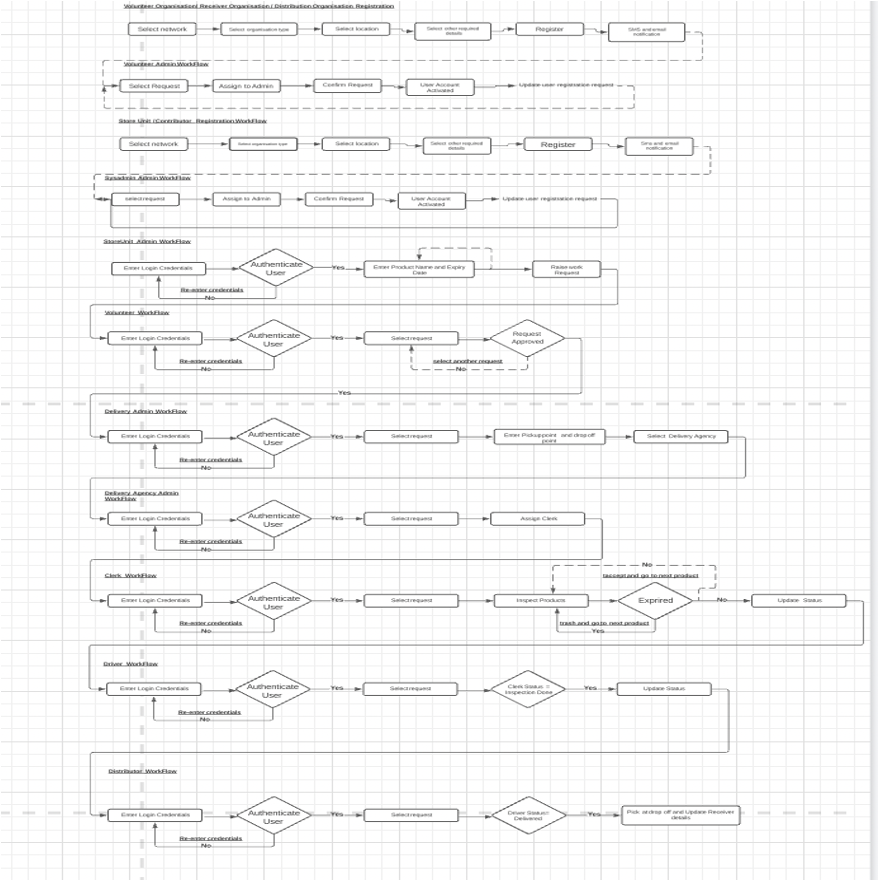 Volunteer Organisation/ Receiver Organisation / Distribution Organisation Registration
Select network
Select organisation type
Select location
Select other required
details
Register
SMS and email
notification
Volunteer Admin WorkFlow
Select Request
Assign to Admin
Confirm Request
User Account
Activated
Update user registration request
Store Unit /Contributor Registration WorkFlow
Select network
Select organisation type
Select location
Select other required
details
Register
Sms and email
notification
Sysadmin Admin WorkFlow
select request
Assign to Admin
Confirm Request
User Account
Activated
Update user registration request
StoreUnit Admin WorkFlow
Enter Login Credentials
Authenticate
User
Yes
Enter Product Name and Expiry
Date
Raise work
Request
Re-enter credentials
No
Volunteer WorkFlow
Enter Login Credentials
Authenticate
User
Yes
Select request
Request
Approved
Re-enter credentials
No
select another request
No
Yes
Delivery Admin WorkFlow
Enter Login Credentials
Authenticate
User
Yes
Select request
Enter Pickuppoint and dropoff
point
Select Delivery Agency
Re-enter credentials
No
Delivery Agency Admin
WorkFlow
Enter Login Credentials
Authenticate
User
Yes
Select request
Assign Clerk
Re-enter credentials
No
Clerk WorkFlow
No
taccept and go to next product
Enter Login Credentials
Authenticate
User
Yes
Select request
Inspect Products
Exprired
No
Update Status
Re-enter credentials
No
trash and go to next product
Yes
Driver WorkFlow
Enter Login Credentials
Authenticate
User
Yes
Select request
Clerk Status =
Inspection Done
Yes
Update Status
Re-enter credentials
No
Distributor WorkFlow
Enter Login Credentials
Authenticate
User
Yes
Select request
Driver Status=
Delivered
Yes
Pick at drop off and Update Receiver
details
Re-enter credentials
No